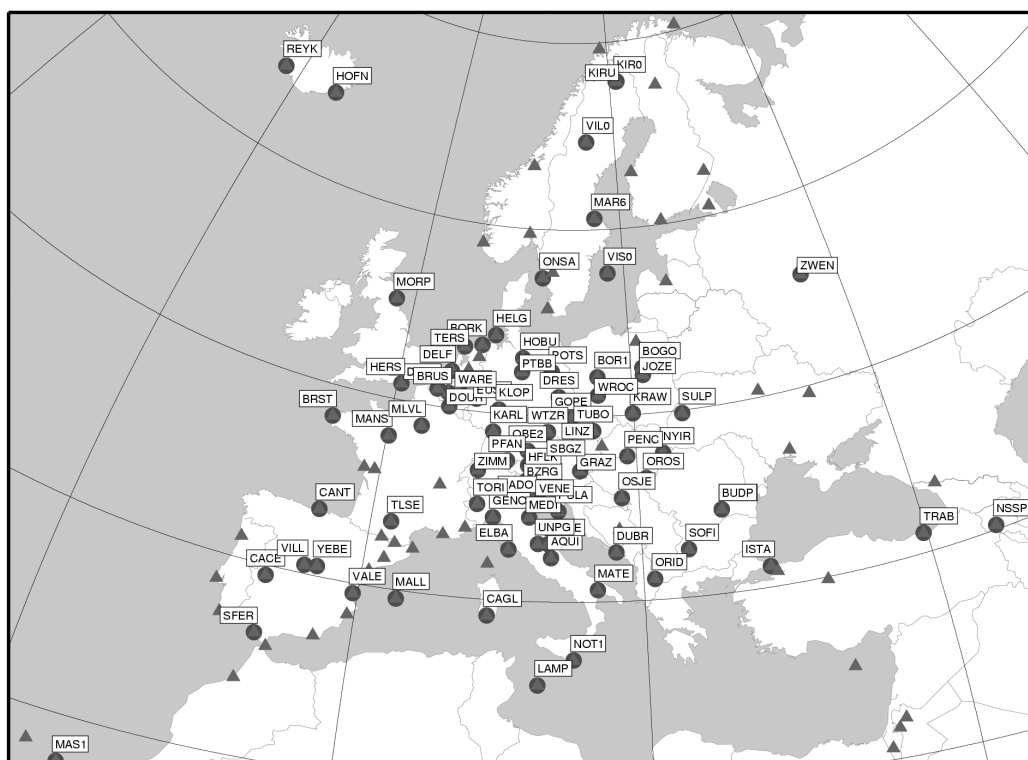 REYK
HOFN
KIR0
KIRU
VIL0
MAR6
ONSA
VIS0
ZWEN
MORP
HELG
BORK
TERS
HOBU
DELF
PTBB
BOGO
BOR1
JOZE
HERS
BRUS
WARE
DRES
WROC
KLOP
DOUR
GOPE
KRAW
SULP
BRST
MLVL
MANS
KARL
WTZR
TUBO
LINZ
OBE2
PFAN
SBGZ
PENC
NYIR
HFLK
ZIMM
GRAZ
OROS
BZRG
TORI
VENE
OSJE
CANT
TLSE
GENO
MEDI
BUDP
NSSP
TRAB
ELBA
UNPG
AQUI
DUBR
SOFI
ISTA
VILL
YEBE
CACE
ORID
VALE
MALL
MATE
CAGL
SFER
NOT1
LAMP
MAS1